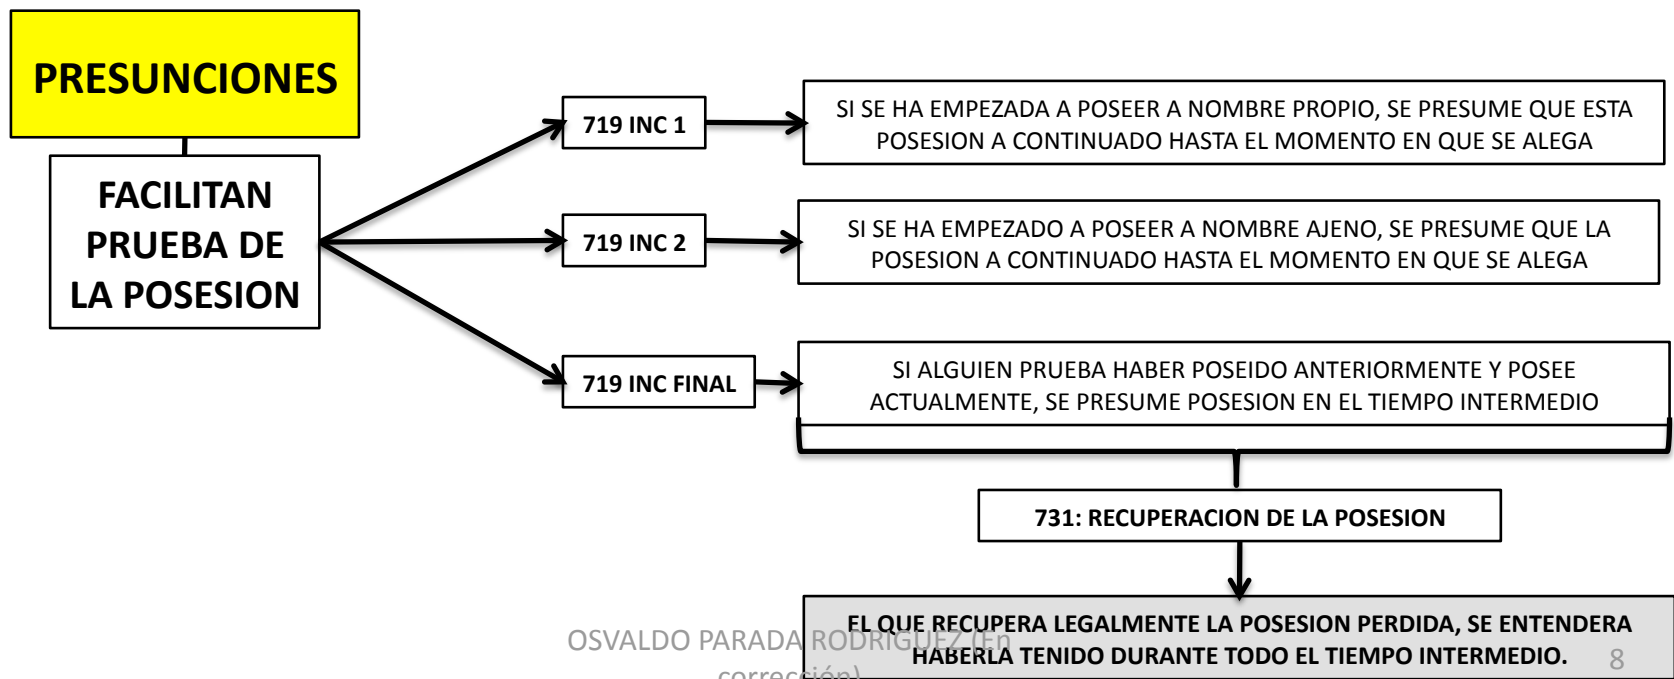 PRESUNCIONES
FACILITAN
PRUEBA DE
LA POSESION
719 INC 1
SI SE HA EMPEZADA A POSEER A NOMBRE PROPIO, SE PRESUME QUE ESTA
POSESION A CONTINUADO HASTA EL MOMENTO EN QUE SE ALEGA
719 INC 2
SI SE HA EMPEZADO A POSEER A NOMBRE AJENO, SE PRESUME QUE LA
POSESION A CONTINUADO HASTA EL MOMENTO EN QUE SE ALEGA
719 INC FINAL
SI ALGUIEN PRUEBA HABER POSEIDO ANTERIORMENTE Y POSEE
ACTUALMENTE, SE PRESUME POSESION EN EL TIEMPO INTERMEDIO
731: RECUPERACION DE LA POSESION
EL QUE RECUPERA LEGALMENTE LA POSESION PERDIDA, SE ENTENDERA
HABERLA TENIDO DURANTE TODO EL TIEMPO INTERMEDIO.
OSVALDO PARADA RODRIGUEZ (En
corrección)
8